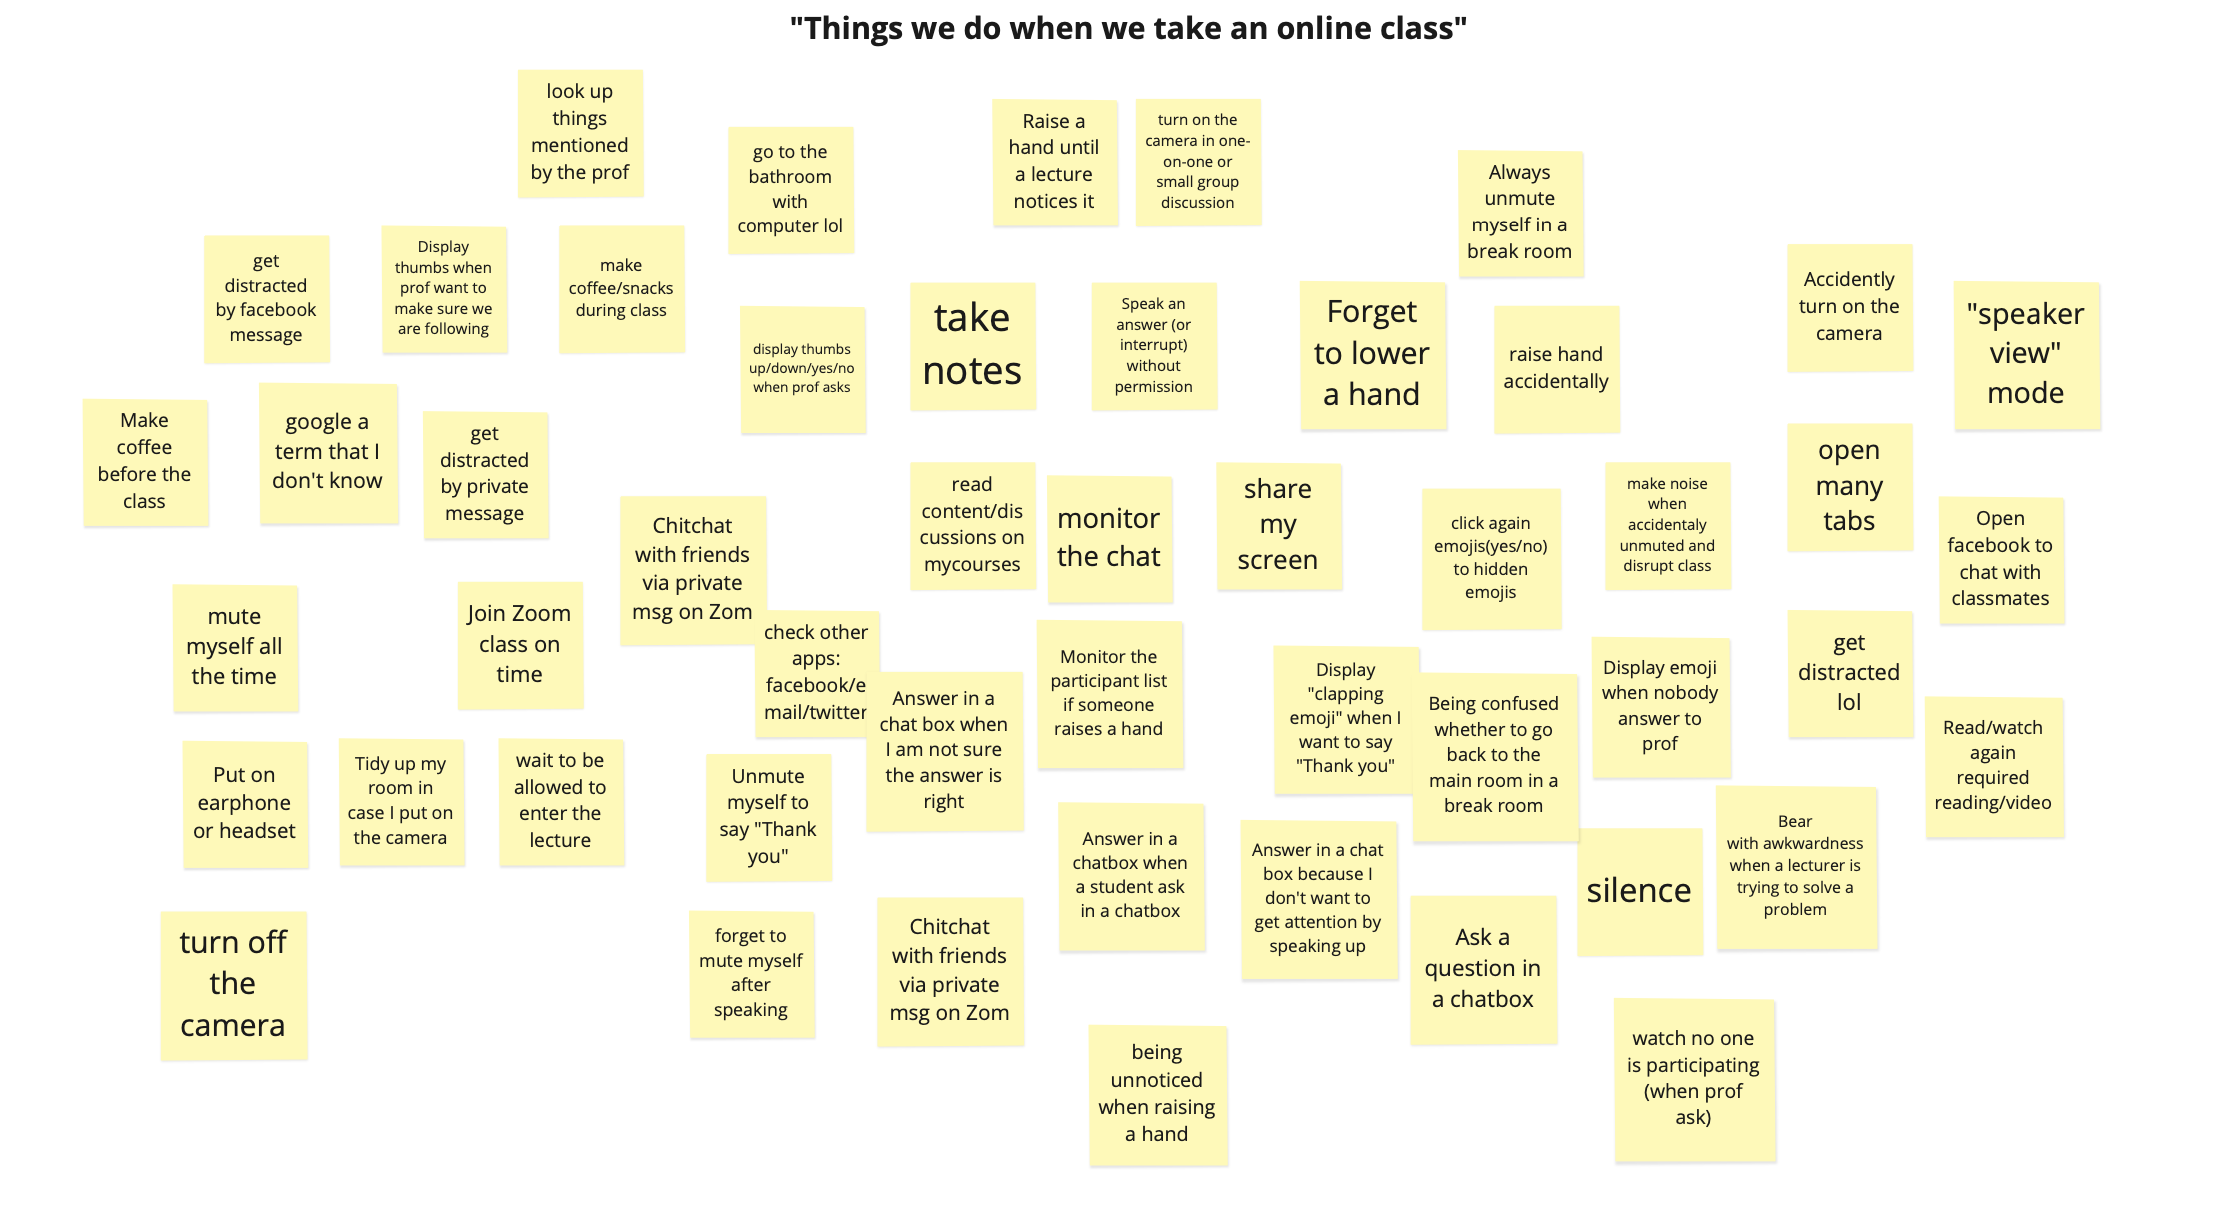 "Things we do when we take an online class"
look up
things
mentioned
by the prof
go to the
bathroom
with
computer lol
Raise a
hand until
a lecture
notices it
turn on the
camera in one-
on-one or
small group
discussion
Always
unmute
myself in a
break room
get
distracted
by facebook
message
Display
thumbs when
prof want to
make sure we
are following
make
coffee/snacks
during class
display thumbs
up/down/yes/no
when prof asks
take
notes
Speak an
answer (or
interrupt)
without
permission
Forget
to lower
a hand
raise hand
accidentally
Accidently
turn on the
camera
"speaker
view"
mode
Make
coffee
before the
class
google a
term that I
don't know
get
distracted
by private
message
Chitchat
with friends
via private
msg on Zom
read
content/dis
cussions on
mycourses
monitor
the chat
share
my
screen
click again
emojis(yes/no)
to hidden
emojis
make noise
when
accidentaly
unmuted and
disrupt class
open
many
tabs
Open
facebook to
chat with
classmates
mute
myself all
the time
Join Zoom
class on
time
check other
apps:
facebook/e
mail/twitter
Answer in a
chat box when
I am not sure
the answer is
right
Monitor the
participant list
if someone
raises a hand
Display
"clapping
emoji" when I
want to say
"Thank you"
Being confused
whether to go
back to the
main room in a
break room
Display emoji
when nobody
answer to
prof
get
distracted
lol
Read/watch
again
required
reading/video
Put on
earphone
or headset
Tidy up my
room in
case I put on
the camera
wait to be
allowed to
enter the
lecture
Unmute
myself to
say "Thank
you"
Answer in a
chatbox when
a student ask
in a chatbox
Answer in a chat
box because I
don't want to
get attention by
speaking up
silence
Bear
with awkwardness
when a lecturer is
trying to solve a
problem
turn off
the
camera
forget to
mute myself
after
speaking
Chitchat
with friends
via private
msg on Zom
Ask a
question in
a chatbox
being
unnoticed
when raising
a hand
watch no one
is participating
(when prof
ask)